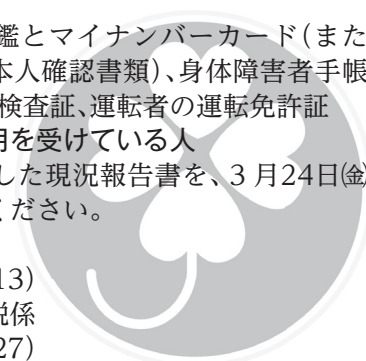 鑑とマイナンバーカード(また
本人確認書類)、身体障害者手帳
検査証、運転者の運転免許証
用を受けている人
した現況報告書を、3月24日㈮
ください。
13)
税係
27)